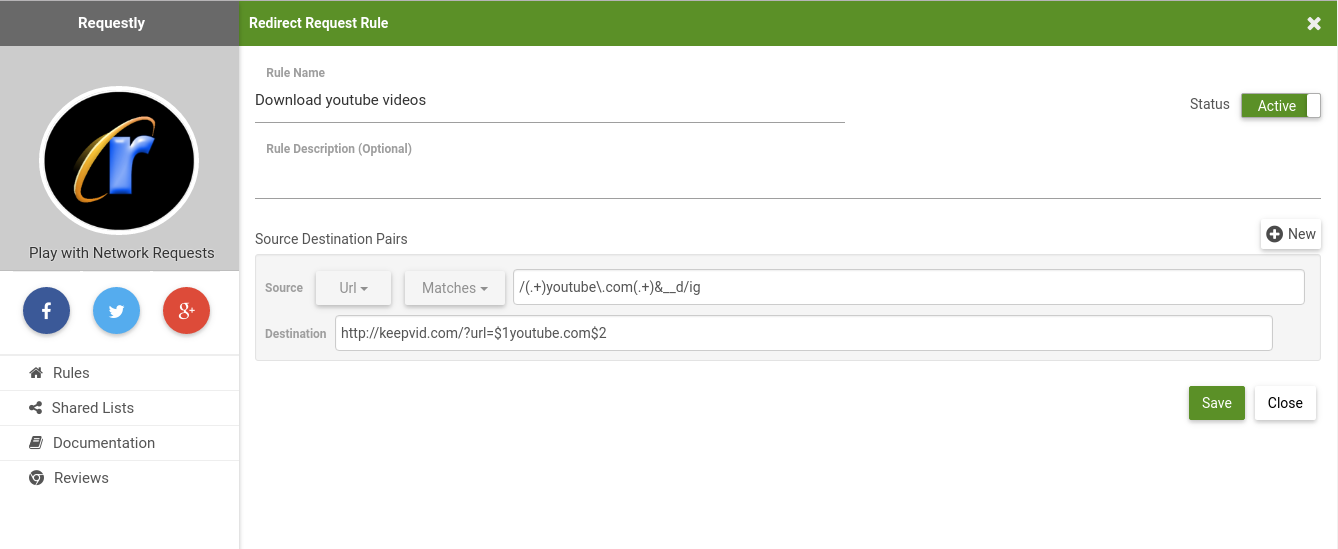 Requestly
Redirect Request Rule
Rule Name
Download youtube videos
Status
Active
Rule Description (Optional)
r
Play with Network Requests
Source Destination Pairs
New
Source Url Matches /(.+)youtube\.com(.+)&__d/ig
Destination http://keepvid.com/?url=$1youtube.com$2
Save Close
f
g+
Rules
Shared Lists
Documentation
Reviews